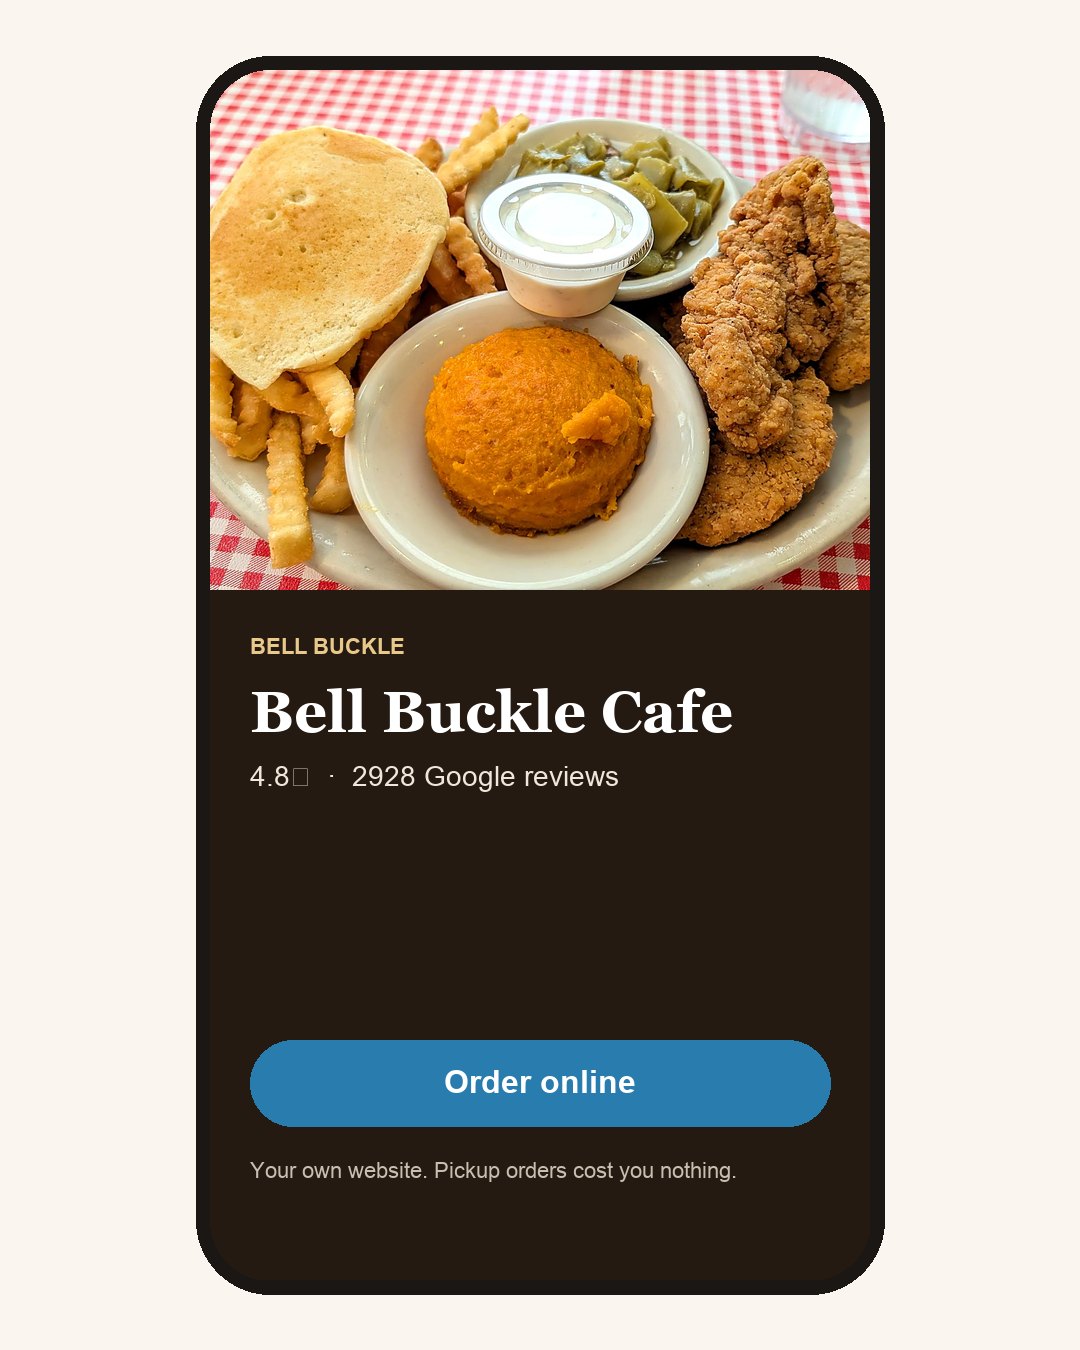 BELL BUCKLE
Bell Buckle Cafe
4.8□ · 2928 Google reviews
Order online
Your own website. Pickup orders cost you nothing.